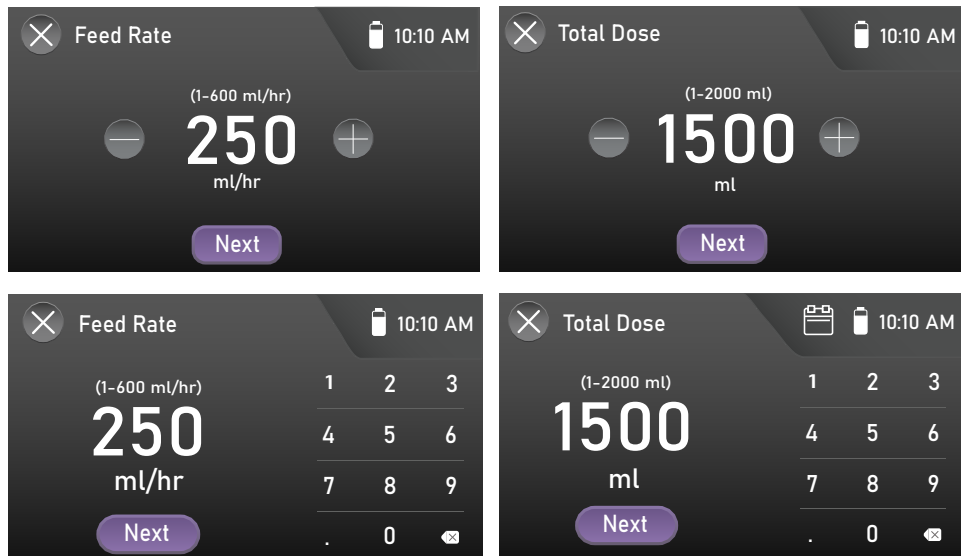 Feed Rate
10:10 AM
(1-600 ml/hr)
250
ml/hr
Next
Total Dose
10:10 AM
(1-2000 ml)
1500
ml
Next
Feed Rate
10:10 AM
(1-600 ml/hr)
250
ml/hr
Next
1 2 3
4 5 6
7 8 9
. 0
Total Dose
10:10 AM
(1-2000 ml)
1500
ml
Next
1 2 3
4 5 6
7 8 9
. 0